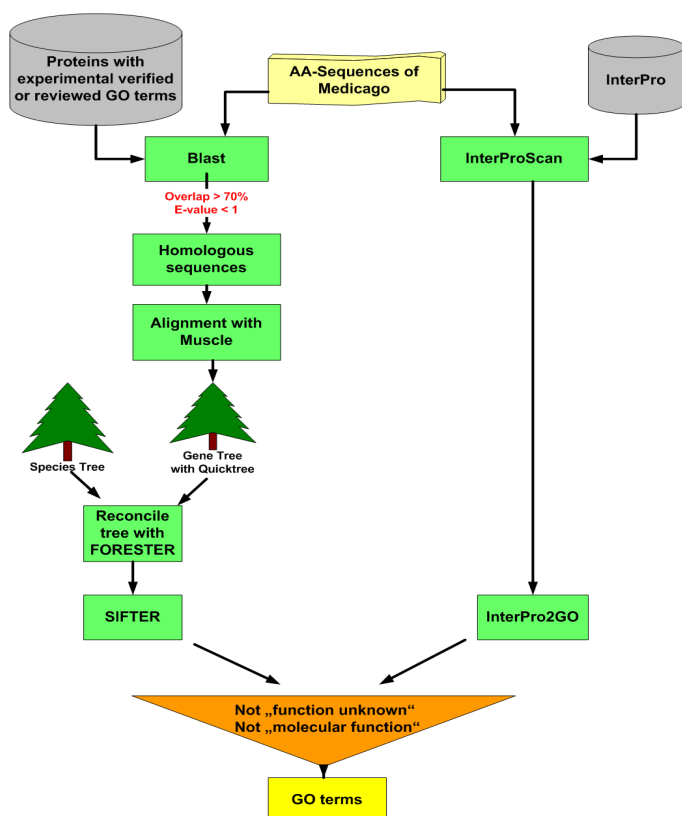 Proteins with
experimental verified
or reviewed GO terms
AA-Sequences of
Medicago
InterPro
Blast
InterProScan
Overlap > 70%
E-value < 1
Homologous
sequences
Alignment with
Muscle
Species Tree
Gene Tree
with Quicktree
Reconcile
tree with
FORESTER
SIFTER
InterPro2GO
Not „function unknown“
Not „molecular function“
GO terms